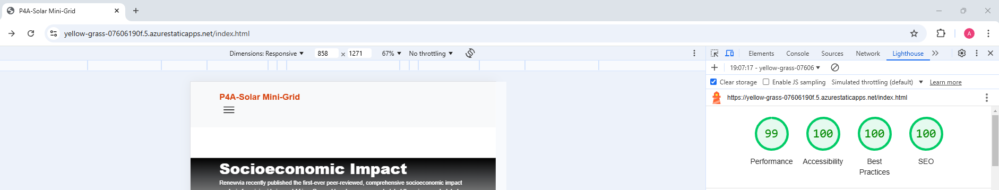 P4A-Solar Mini-Grid
yellow-grass-07606190f.5.azurestaticapps.net/index.html
A
Dimensions: Responsive 858 x 1271 67% No throttling
Elements Console Sources Network Lighthouse
19:07:17 - yellow-grass-07606
Clear storage Enable JS sampling Simulated throttling (default) Learn more
https://yellow-grass-07606190f.5.azurestaticapps.net/index.html
99 100 100 100
Performance Accessibility Best Practices SEO
P4A-Solar Mini-Grid
Socioeconomic Impact
Renewvia recently published the first-ever peer-reviewed, comprehensive socioeconomic impact